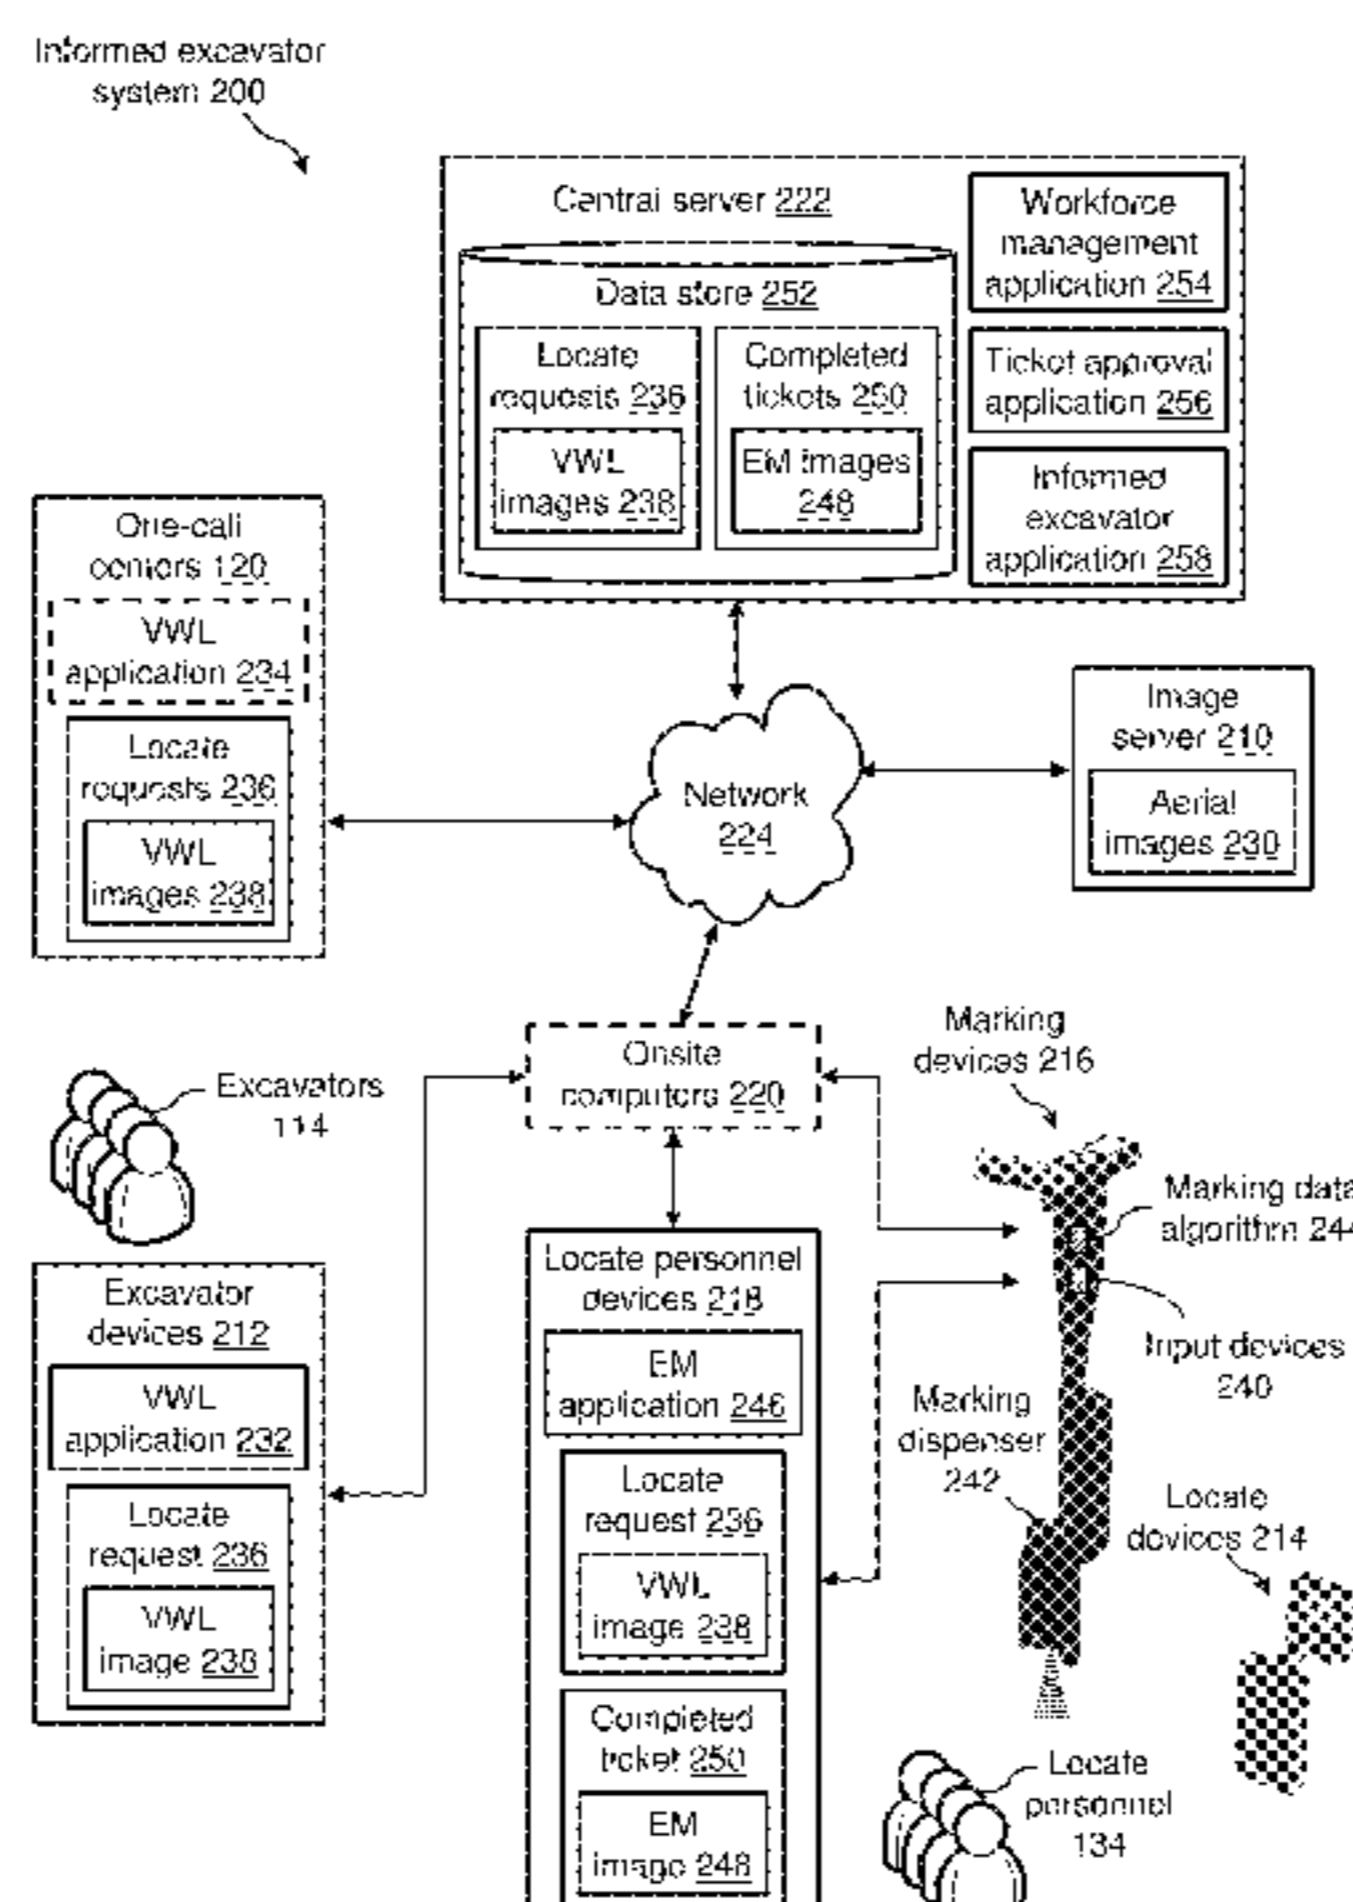 Informed excavator
system 200
Central server 222
Data store 252
Locate
requests 236
VWL
images 238
Completed
tickets 250
EM images
248
Workforce
management
application 254
Ticket approval
application 256
Informed
excavator
application 258
One-call
centers 120
VWL
application 234
Locate
requests 236
VWL
images 238
Network
224
Image
server 210
Aerial
images 230
Onsite
computers 220
Excavators
114
Excavator
devices 212
VWL
application 232
Locate
request 236
VWL
image 238
Locate personnel
devices 218
EM
application 246
Locate
request 236
VWL
image 238
Completed
ticket 250
EM
image 248
Marking
devices 216
Marking data
algorithm 244
Input devices
240
Marking
dispenser
242
Locate
devices 214
Locate
personnel
134